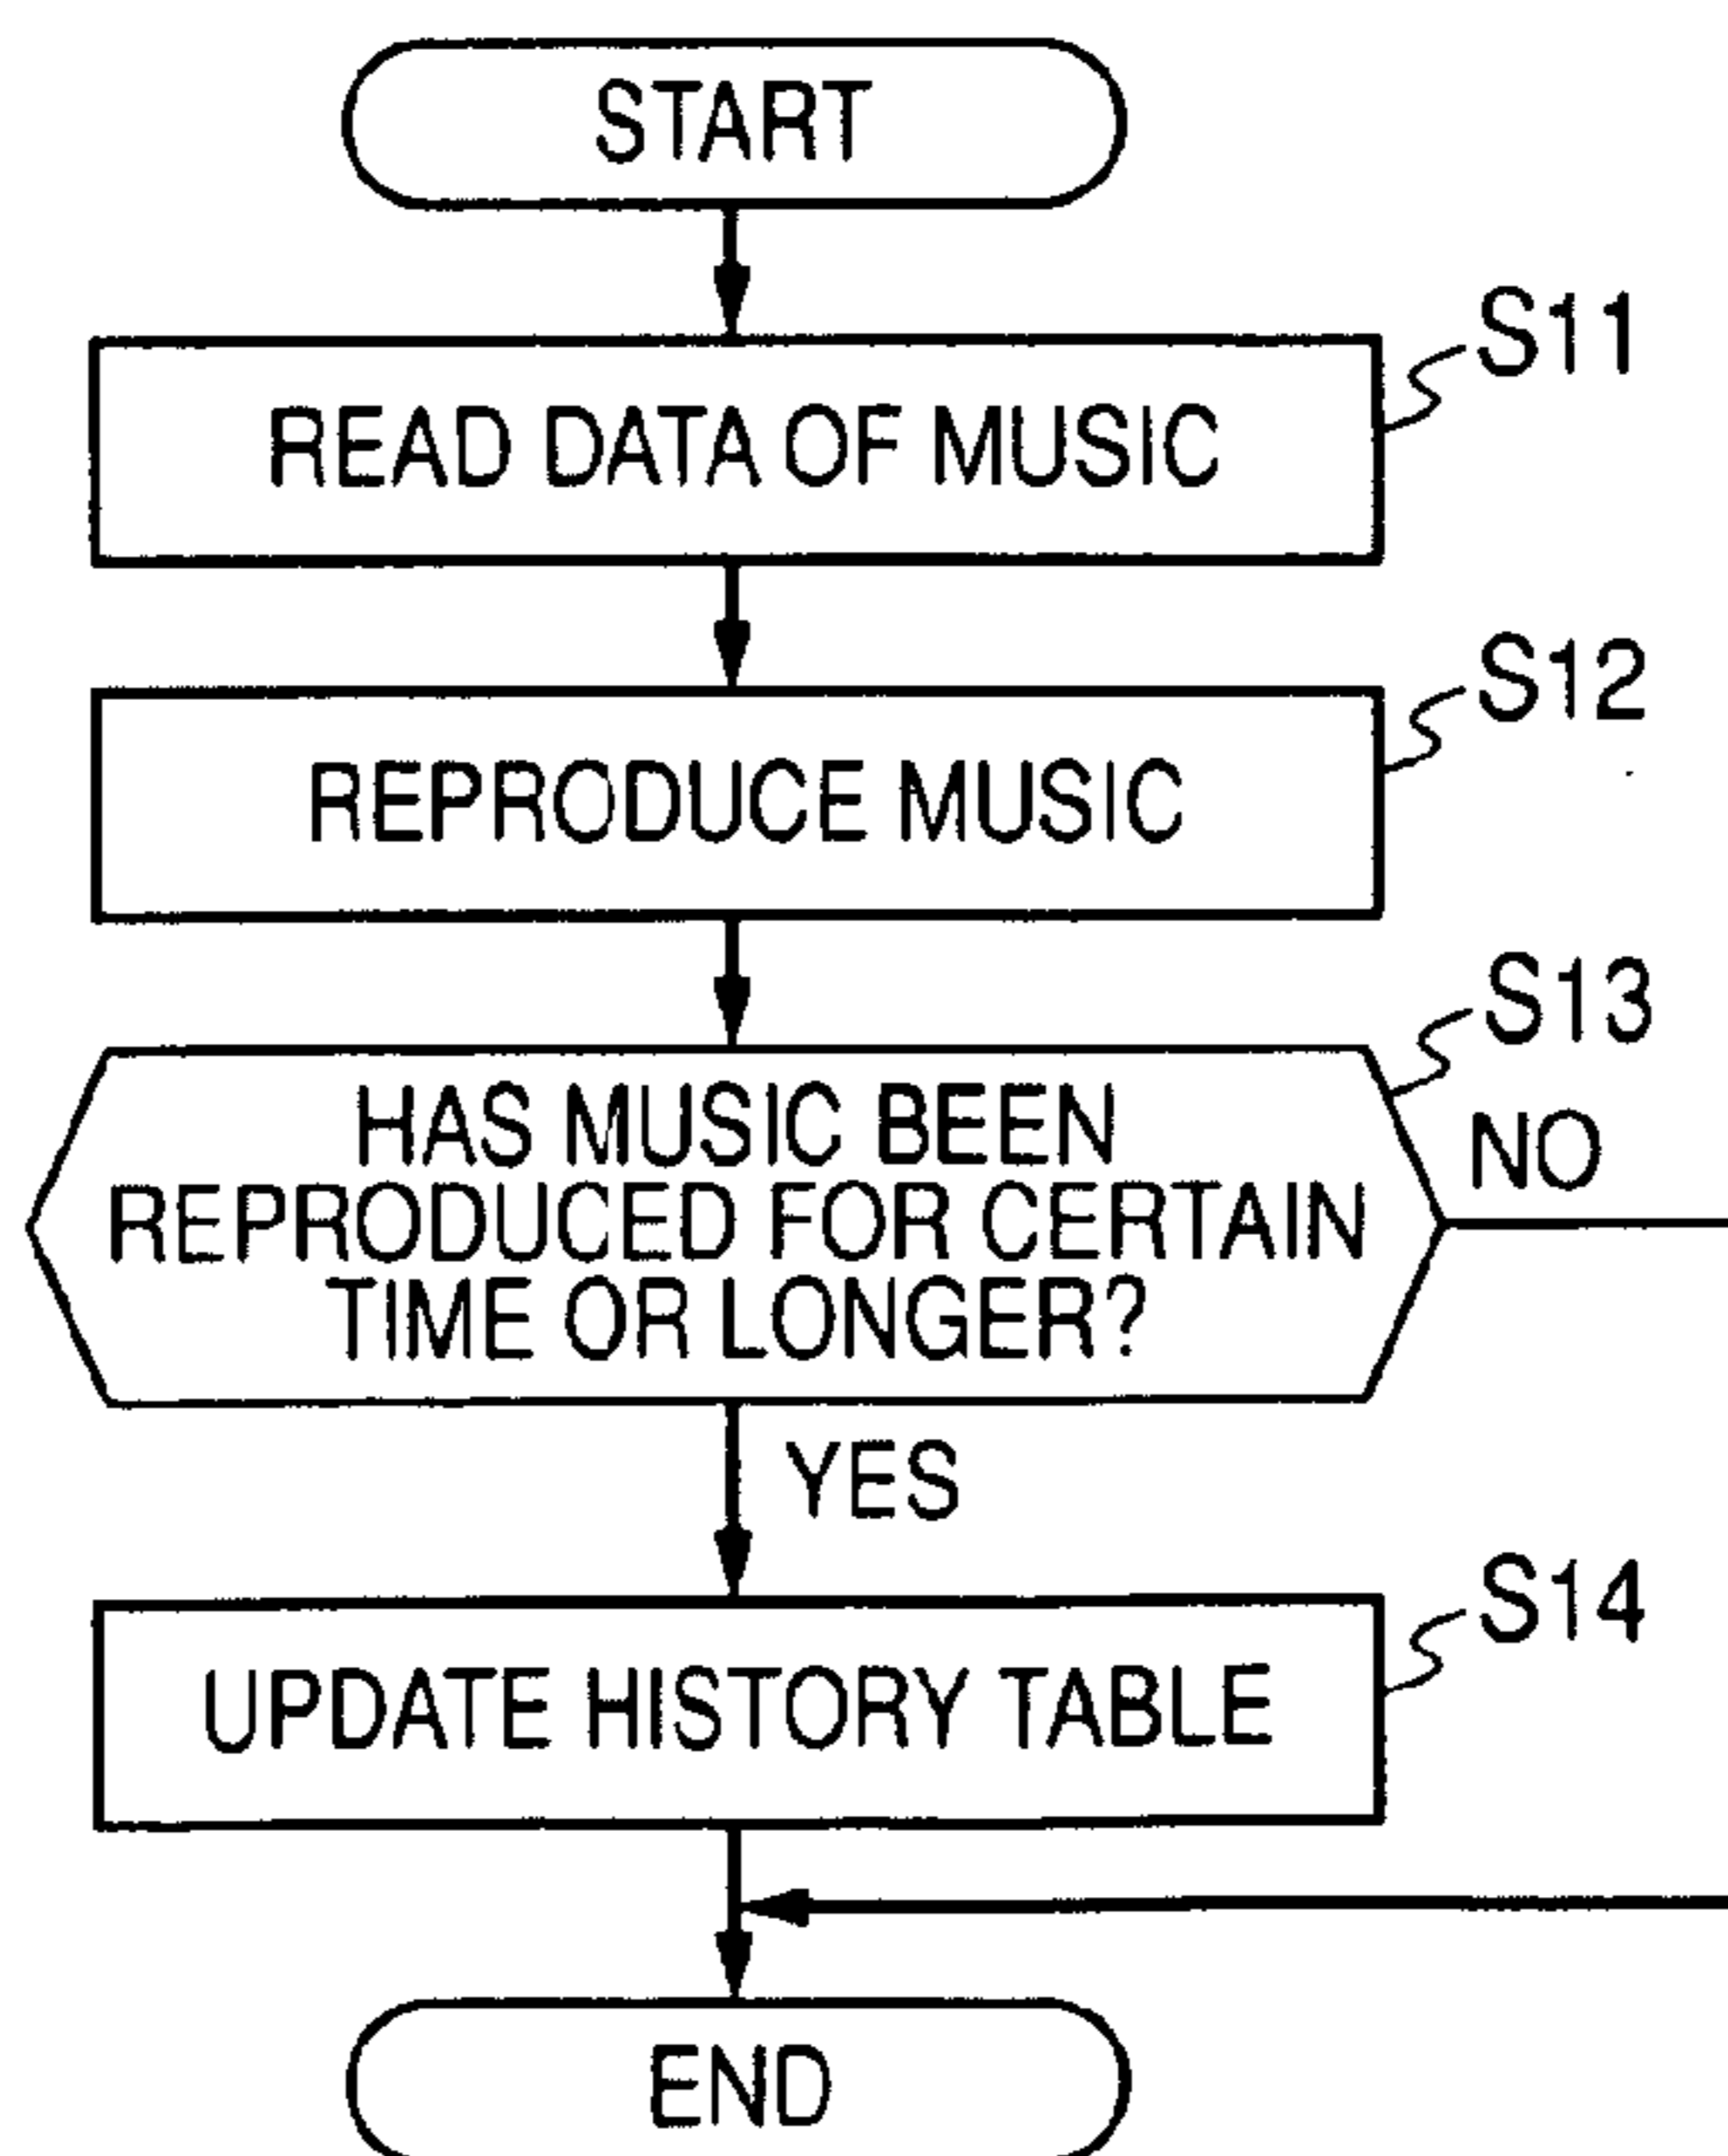 START
S11
READ DATA OF MUSIC
S12
REPRODUCE MUSIC
S13
HAS MUSIC BEEN
REPRODUCED FOR CERTAIN
TIME OR LONGER?
NO
YES
S14
UPDATE HISTORY TABLE
END